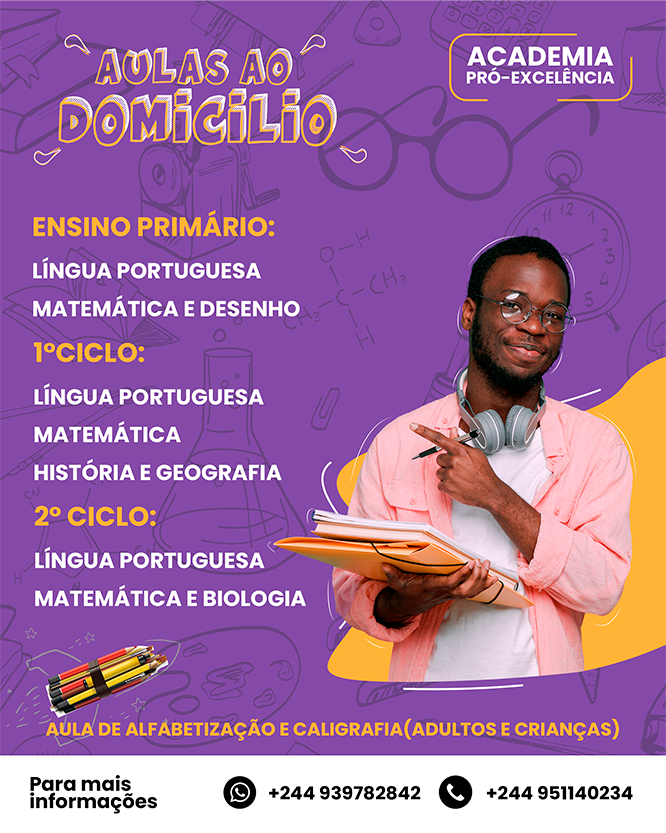 AULAS AO
DOMICILIO
ACADEMIA
PRÓ-EXCELÊNCIA
ENSINO PRIMÁRIO:
LÍNGUA PORTUGUESA
MATEMÁTICA E DESENHO
1ºCICLO:
LÍNGUA PORTUGUESA
MATEMÁTICA
HISTÓRIA E GEOGRAFIA
2º CICLO:
LÍNGUA PORTUGUESA
MATEMÁTICA E BIOLOGIA
AULA DE ALFABETIZAÇÃO E CALIGRAFIA(ADULTOS E CRIANÇAS)
Para mais
informações
+244 939782842
+244 951140234